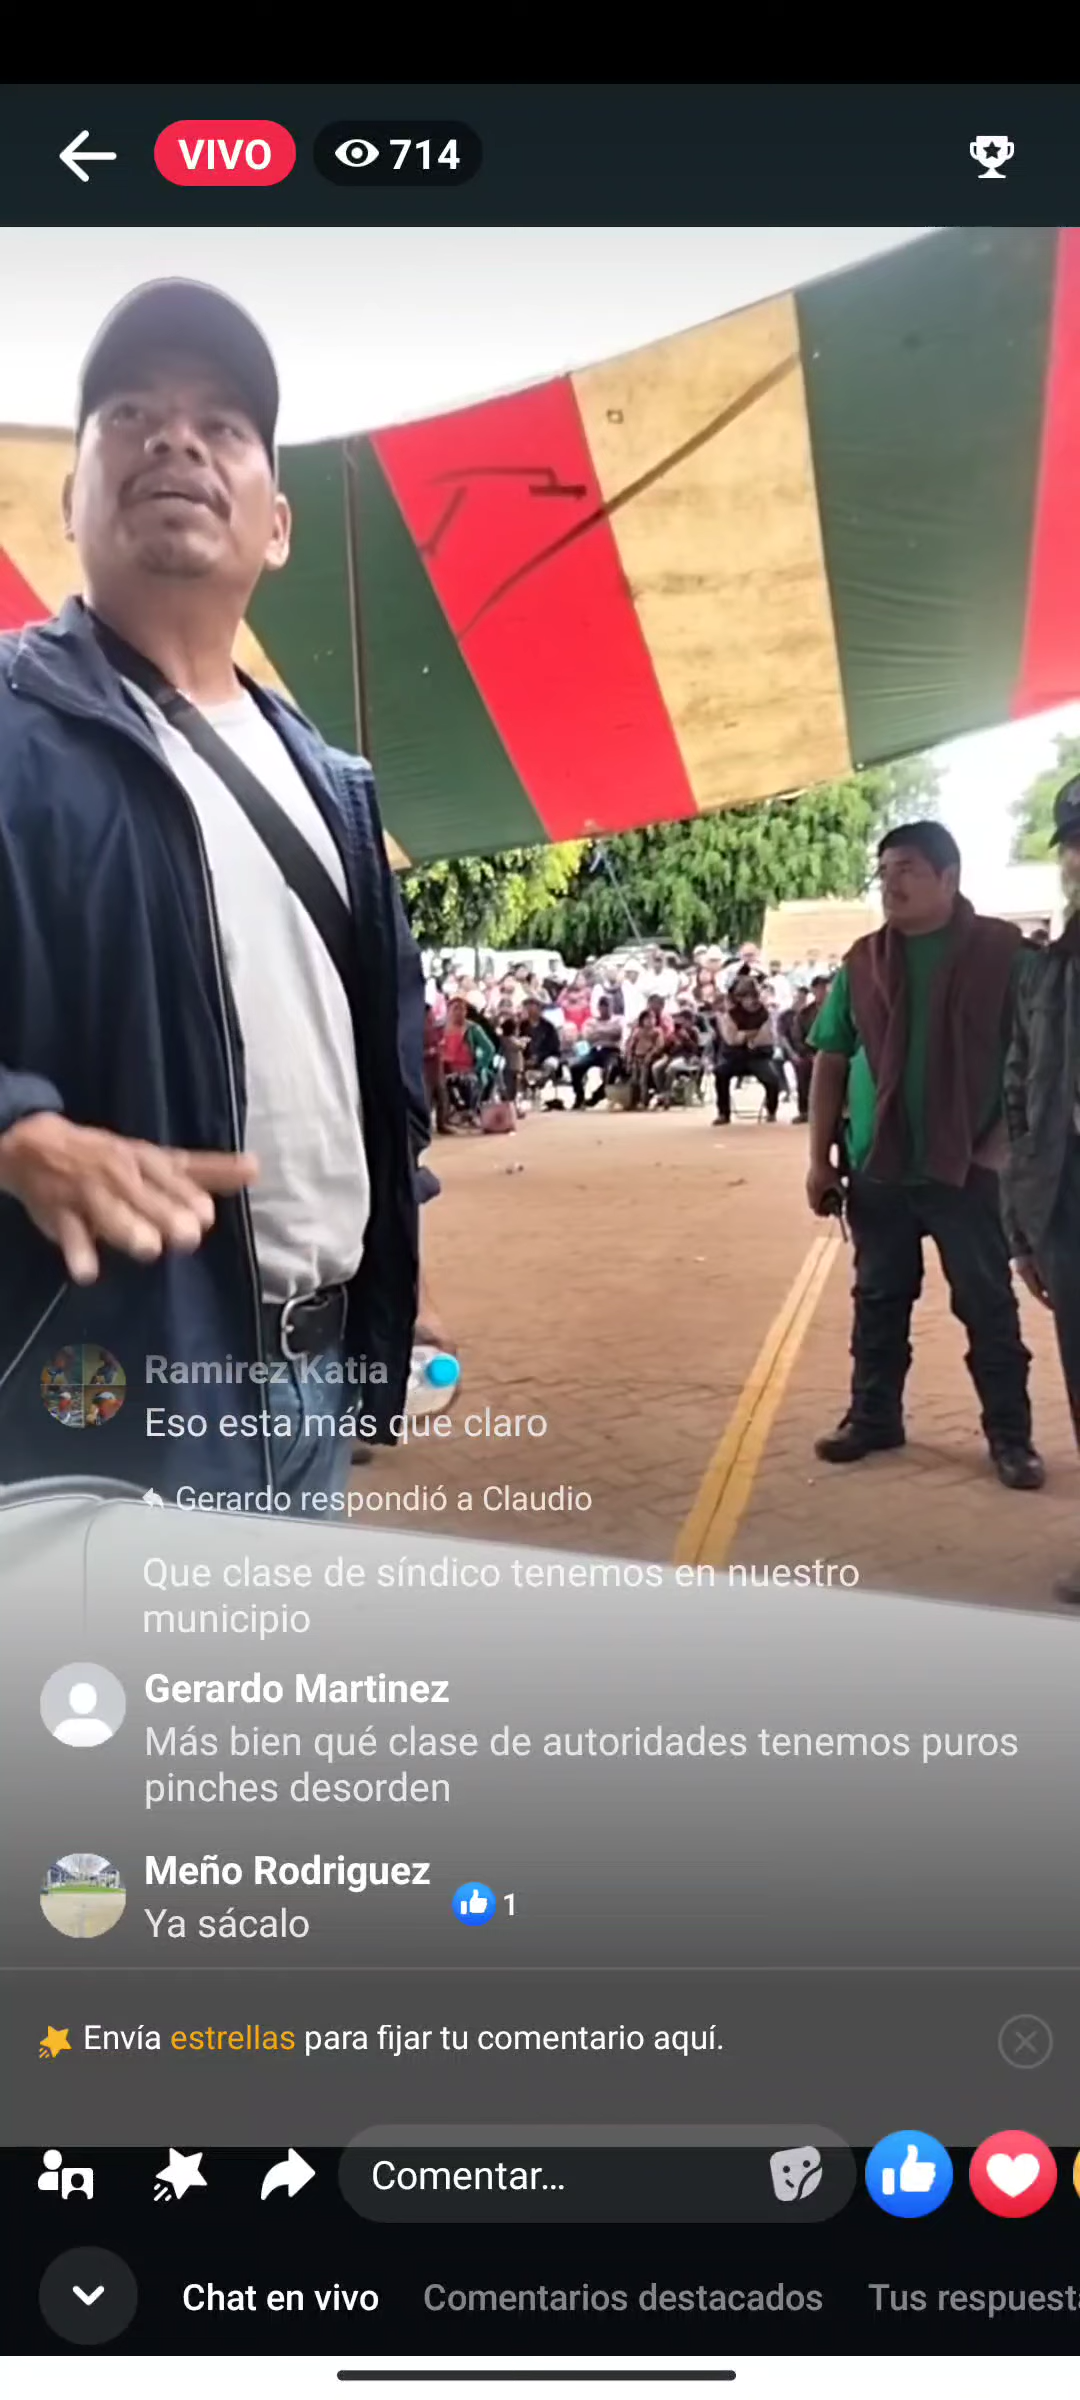 VIVO 714
Ramirez Katia
Eso esta más que claro
Gerardo respondió a Claudio
Que clase de síndico tenemos en nuestro
municipio
Gerardo Martinez
Más bien qué clase de autoridades tenemos puros
pinches desorden
Meño Rodriguez
Ya sácalo
1
Envía estrellas para fijar tu comentario aquí.
Comentar...
Chat en vivo Comentarios destacados Tus respuest